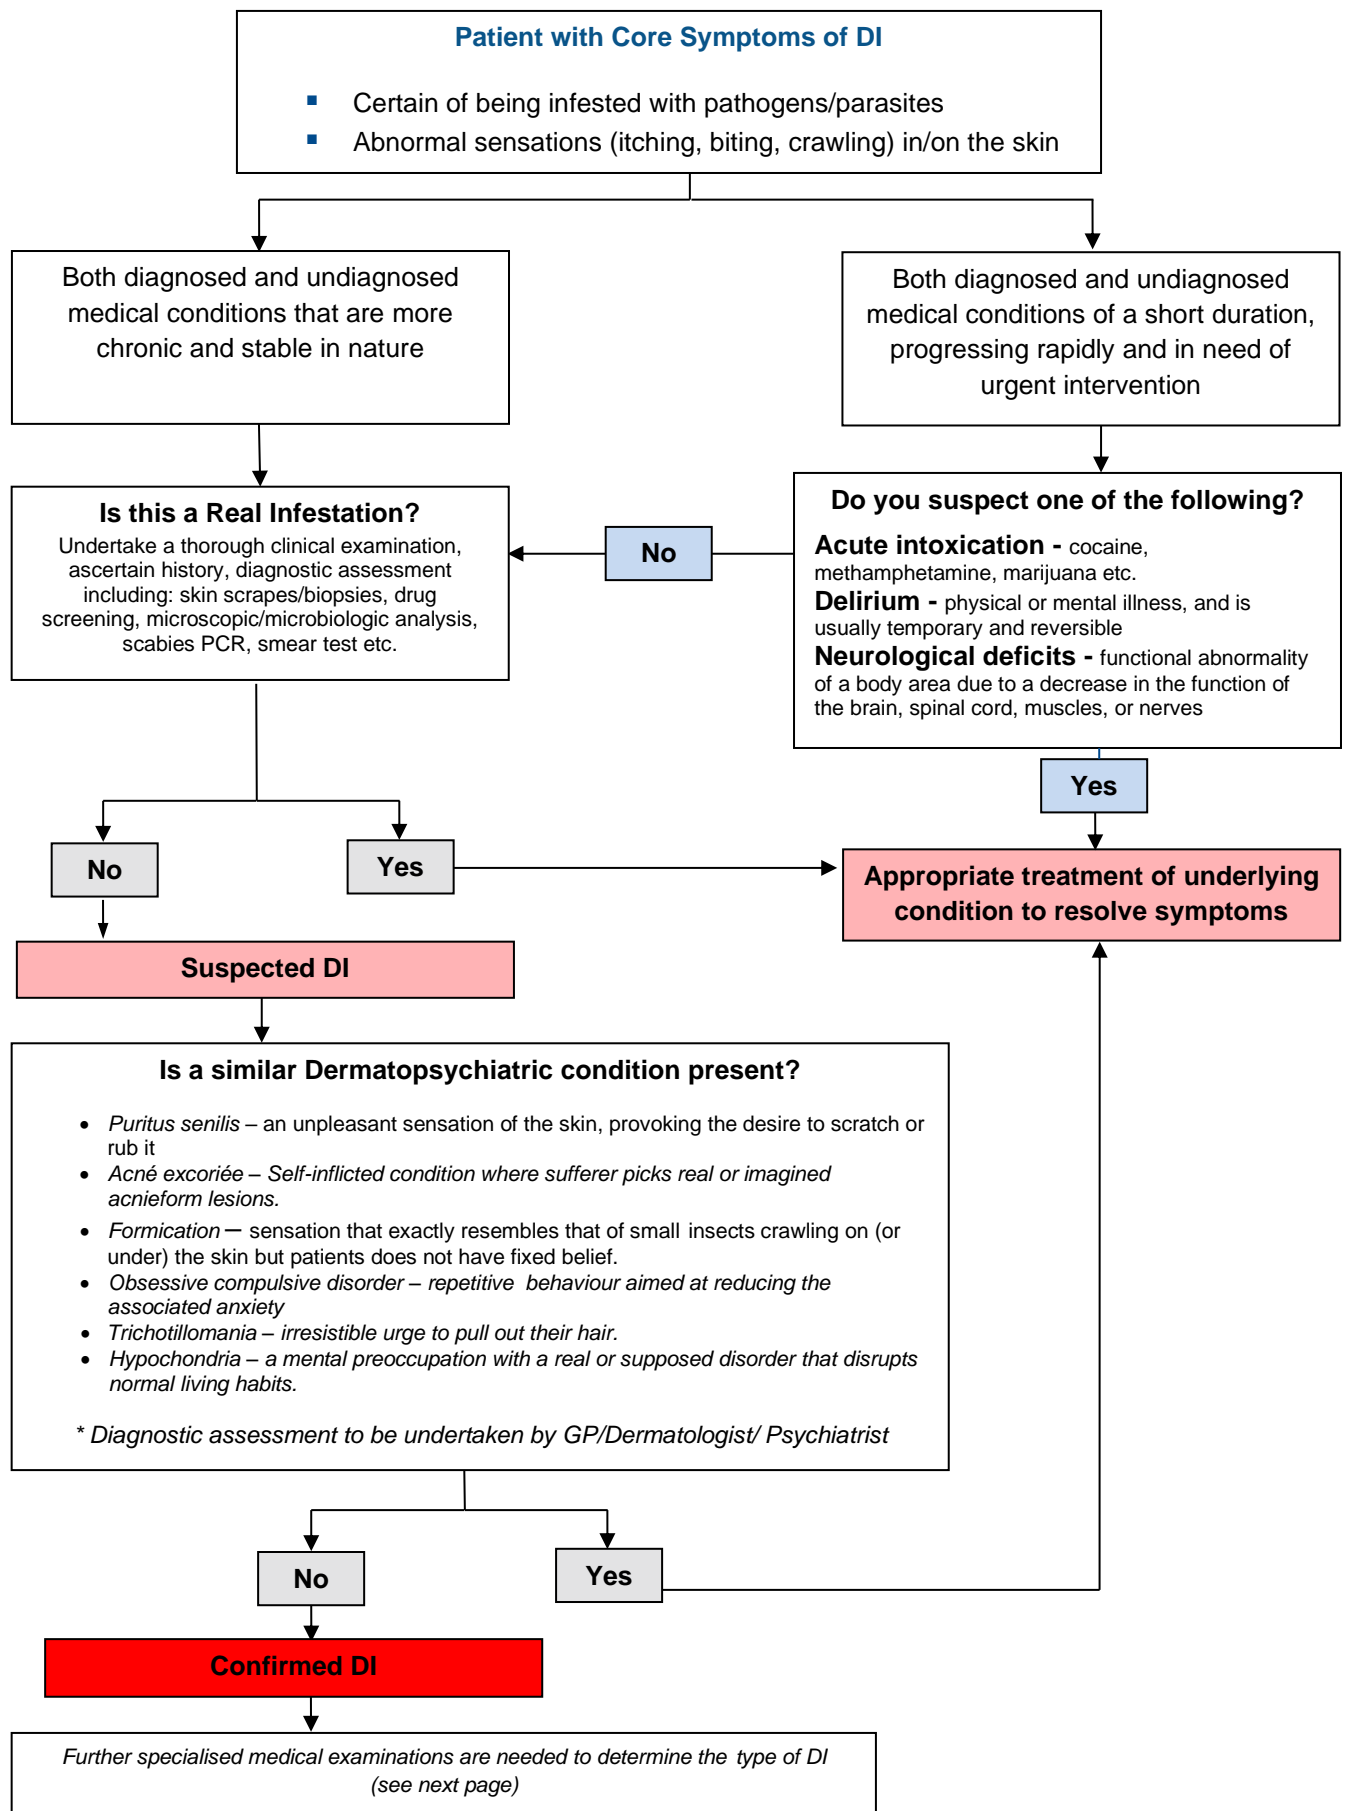 Patient with Core Symptoms of DI
▪ Certain of being infested with pathogens/parasites
▪ Abnormal sensations (itching, biting, crawling) in/on the skin
Both diagnosed and undiagnosed
medical conditions that are more
chronic and stable in nature
Both diagnosed and undiagnosed
medical conditions of a short duration,
progressing rapidly and in need of
urgent intervention
Is this a Real Infestation?
Undertake a thorough clinical examination,
ascertain history, diagnostic assessment
including: skin scrapes/biopsies, drug
screening, microscopic/microbiologic analysis,
scabies PCR, smear test etc.
No
Do you suspect one of the following?
Acute intoxication - cocaine,
methamphetamine, marijuana etc.
Delirium - physical or mental illness, and is
usually temporary and reversible
Neurological deficits - functional abnormality
of a body area due to a decrease in the function of
the brain, spinal cord, muscles, or nerves
Yes
No
Yes
Appropriate treatment of underlying
condition to resolve symptoms
Suspected DI
Is a similar Dermatopsychiatric condition present?
• Puritus senilis – an unpleasant sensation of the skin, provoking the desire to scratch or
rub it
• Acné excoriée – Self-inflicted condition where sufferer picks real or imagined
acnieform lesions.
• Formication – sensation that exactly resembles that of small insects crawling on (or
under) the skin but patients does not have fixed belief.
• Obsessive compulsive disorder – repetitive behaviour aimed at reducing the
associated anxiety
• Trichotillomania – irresistible urge to pull out their hair.
• Hypochondria – a mental preoccupation with a real or supposed disorder that disrupts
normal living habits.
* Diagnostic assessment to be undertaken by GP/Dermatologist/ Psychiatrist
No
Yes
Confirmed DI
Further specialised medical examinations are needed to determine the type of DI
(see next page)